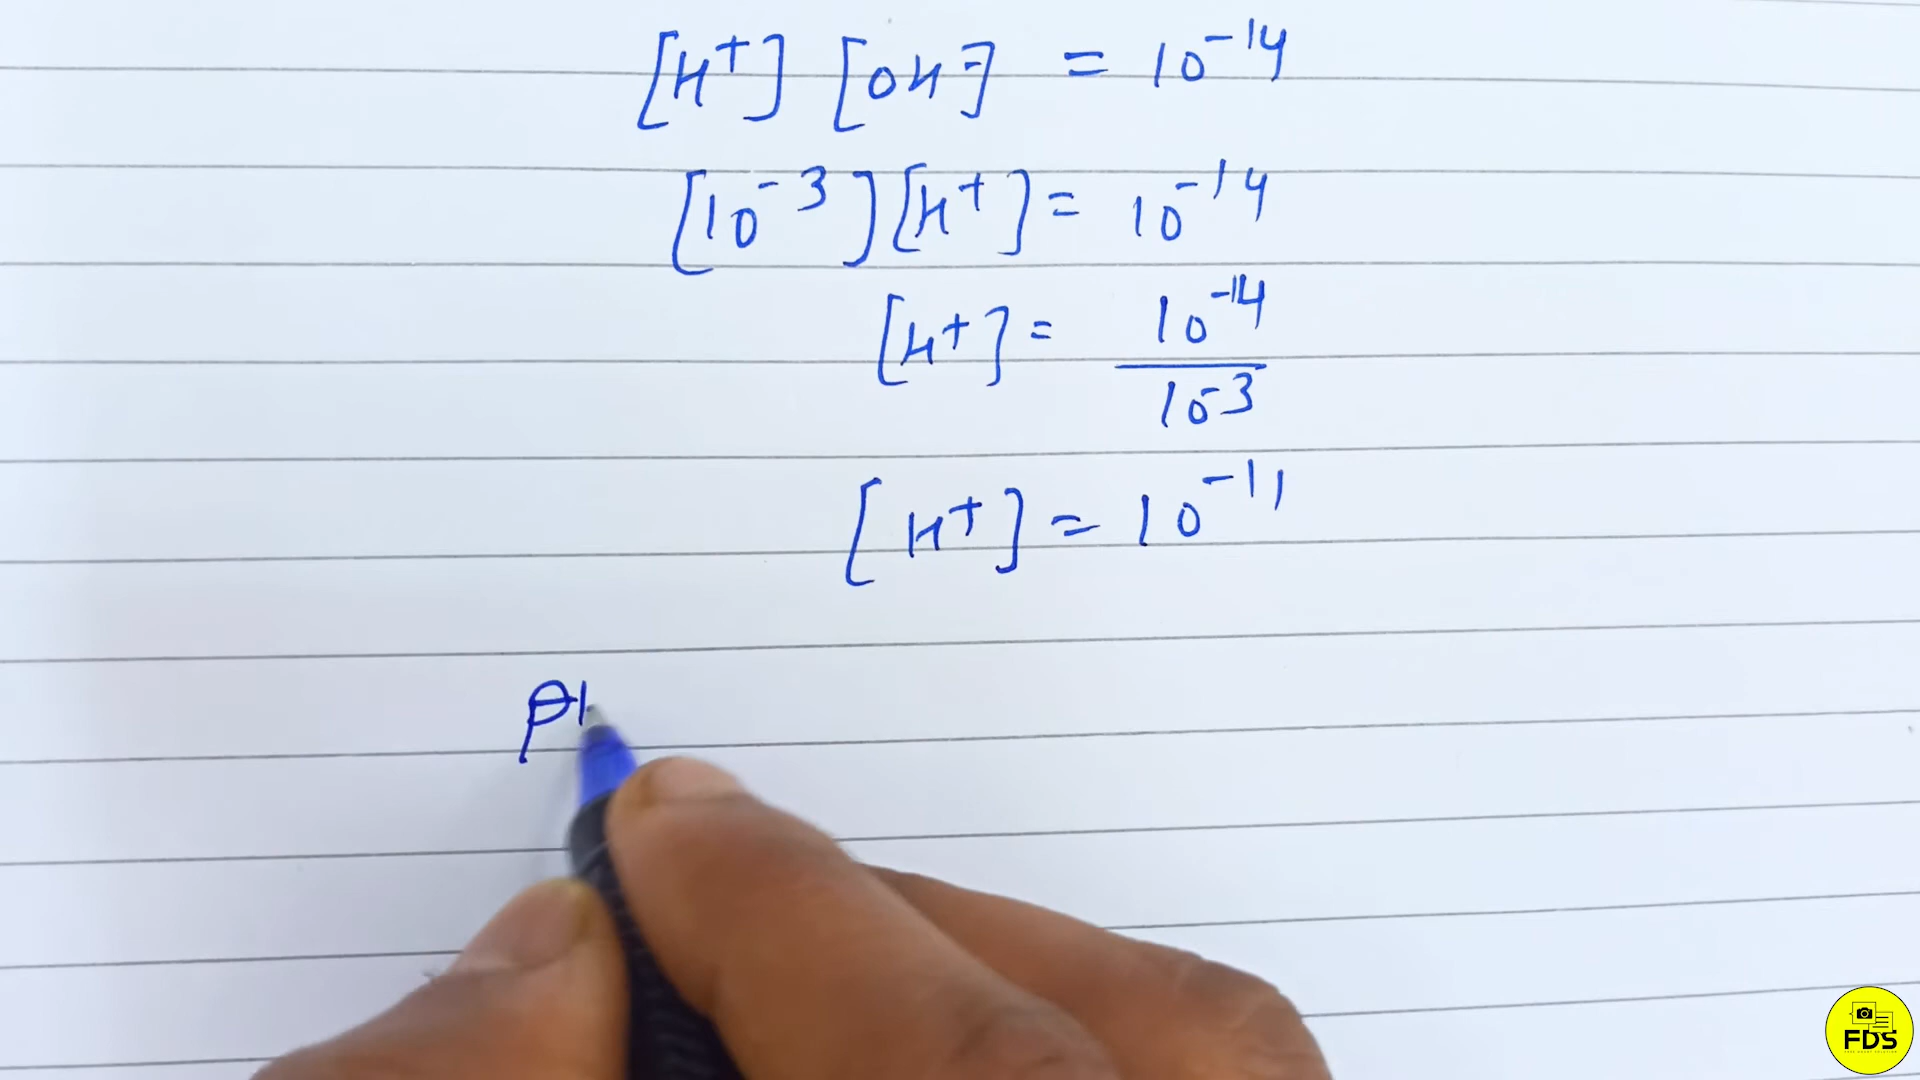 [H⁺] [OH⁻] = 10⁻¹⁴
[10⁻³][H⁺] = 10⁻¹⁴
[H⁺] = 10⁻¹⁴
10⁻³
[H⁺] = 10⁻¹¹
PH
FDS